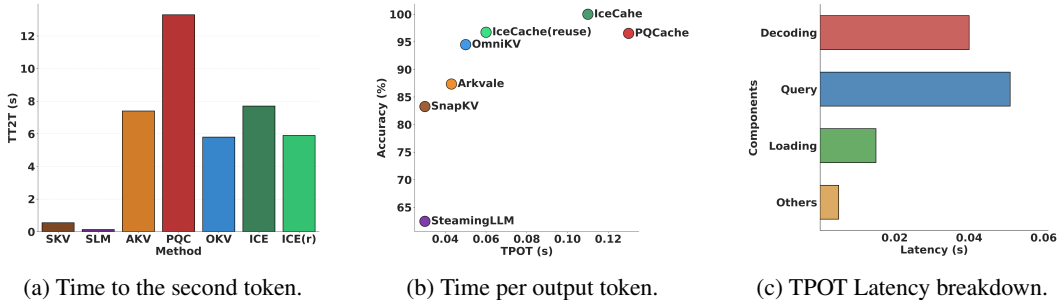 TT2T (s)
12
10
8
6
4
2
0
SKV SLM AKV PQC OKV ICE ICE(r)
Method
(a) Time to the second token.
Accuracy (%)
100
95
90
85
80
75
70
65
IceCahe
IceCache(reuse)
PQCache
OmniKV
Arkvale
SnapKV
SteamingLLM
0.04 0.06 0.08 0.10 0.12
TPOT (s)
(b) Time per output token.
Components
Decoding
Query
Loading
Others
0.02 0.04 0.06
Latency (s)
(c) TPOT Latency breakdown.